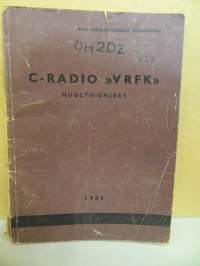 OH2DZ
C-RADIO »VRFK»
HUOLTO-OHJEET
1943